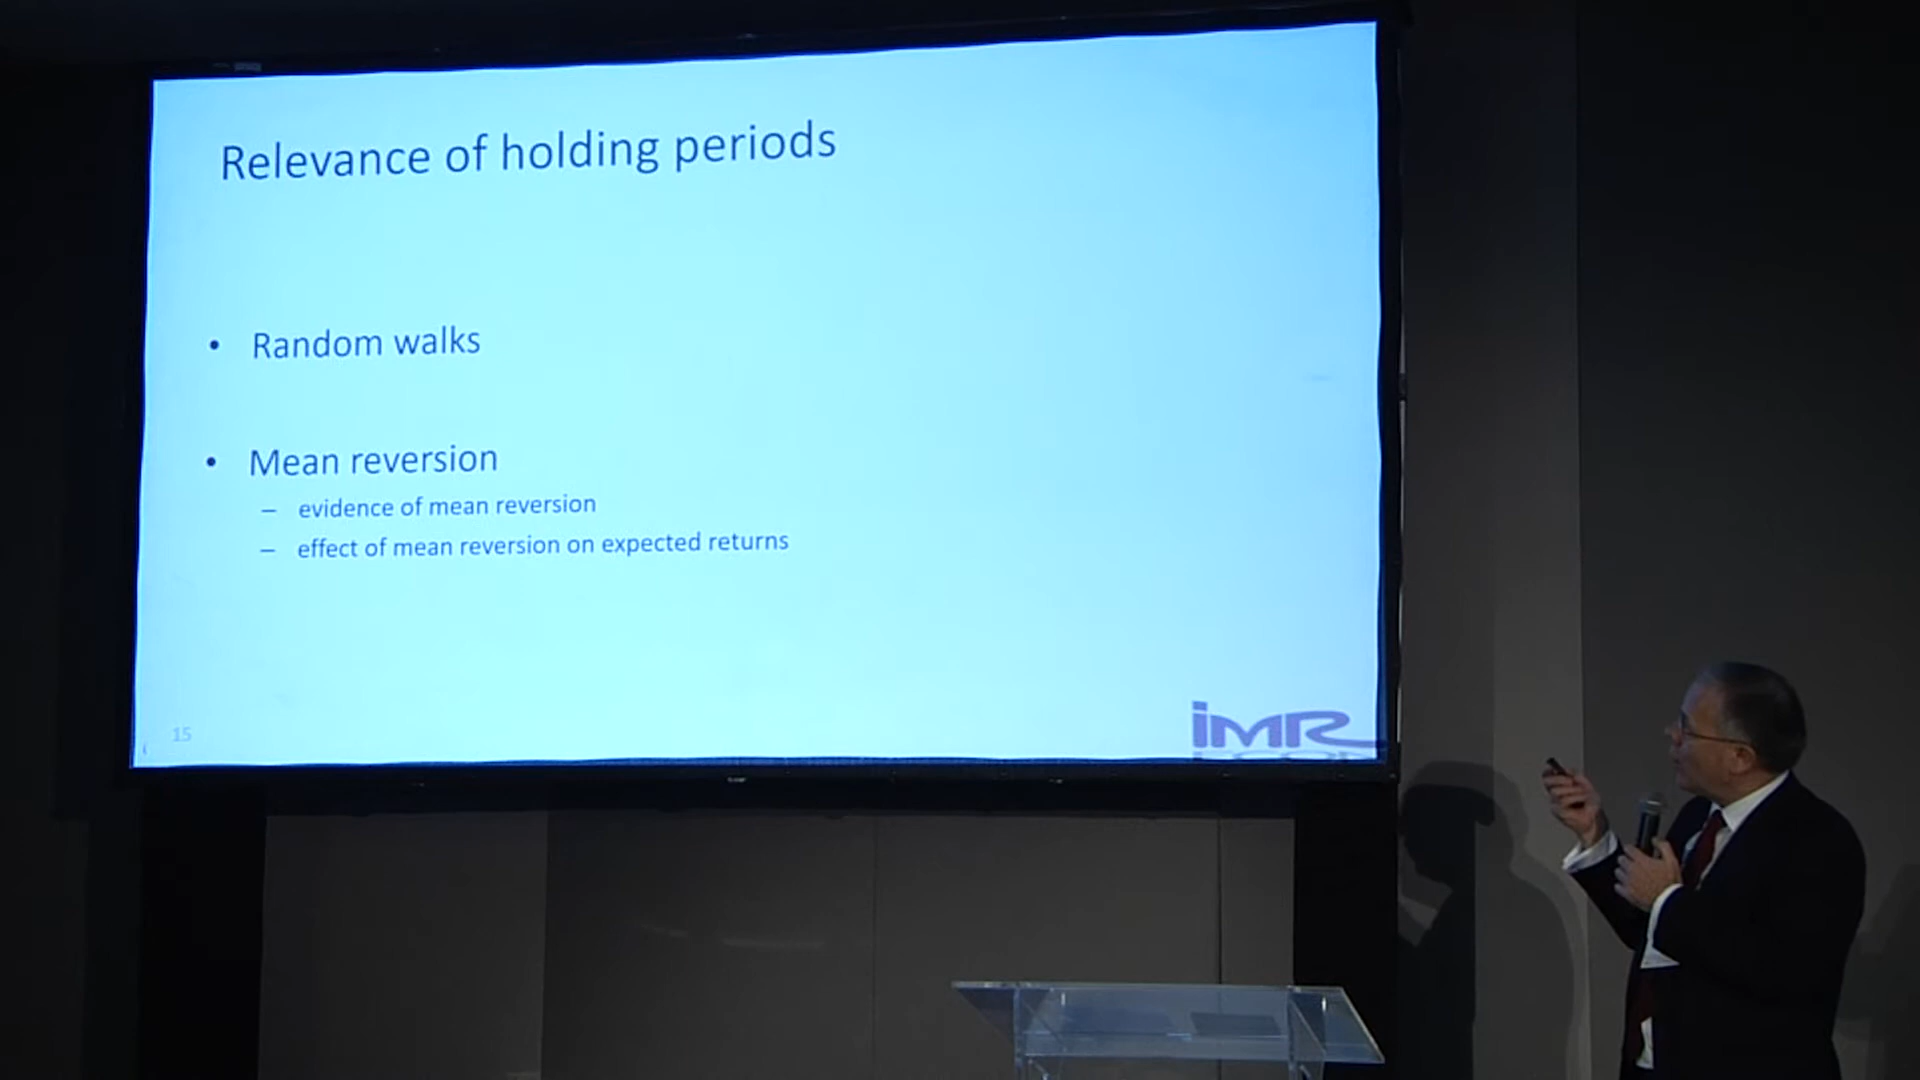 Relevance of holding periods
• Random walks
• Mean reversion
– evidence of mean reversion
– effect of mean reversion on expected returns
15
iMR